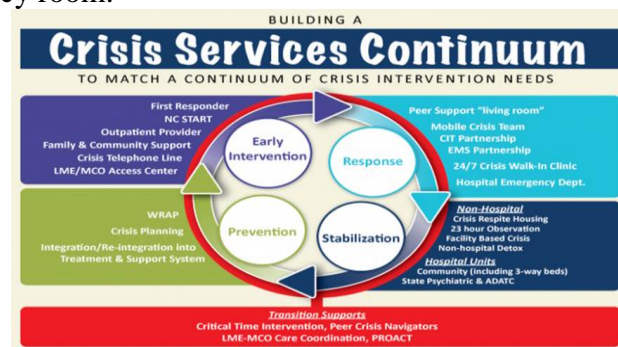 ey room.
BUILDING A
Crisis Services Continuum
TO MATCH A CONTINUUM OF CRISIS INTERVENTION NEEDS
First Responder
NC START
Outpatient Provider
Family & Community Support
Crisis Telephone Line
LME/MCO Access Center
Early
Intervention
Response
Peer Support "living room"
Mobile Crisis Team
CIT Partnership
EMS Partnership
24/7 Crisis Walk-In Clinic
Hospital Emergency Dept.
WRAP
Crisis Planning
Integration/Re-integration into
Treatment & Support System
Prevention
Stabilization
Non-Hospital
Crisis Respite Housing
23 hour Observation
Facility Based Crisis
Non-hospital Detox
Hospital Units
Community (including 3-way beds)
State Psychiatric & ADATC
Transition Supports
Critical Time Intervention, Peer Crisis Navigators
LME-MCO Care Coordination, PROACT